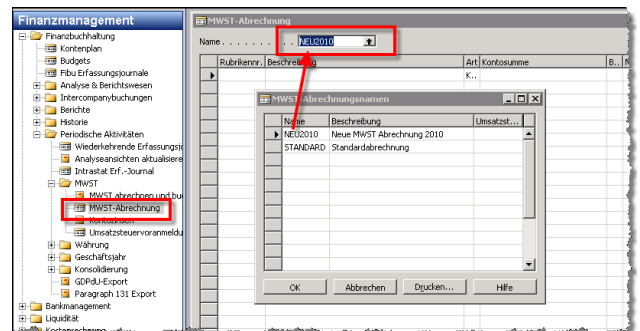 Finanzmanagement
Finanzbuchhaltung
Kontenplan
Budgets
Fibu Erfassungsjournale
Analyse & Berichtswesen
Intercompanybuchungen
Berichte
Historie
Periodische Aktivitäten
Wiederkehrende Erfassungsjo
Analyseansichten aktualisiere
Intrastat Erf.-Journal
MWST
MWST abrechnen und bu
MWST-Abrechnung
Umsatzsteuervoranmeldu
Währung
Geschäftsjahr
Konsolidierung
GDPdU-Export
Paragraph 131 Export
Bankmanagement
Liquidität
Kostenrechnung
MWST-Abrechnung
Name . . . . . . . . . NEU2010
Rubrikennr. Beschreibung Art Kontosumme B..
K..
MWST-Abrechnungsnamen
Name Beschreibung Umsatzst...
NEU2010 Neue MWST Abrechnung 2010
STANDARD Standardabrechnung
OK Abbrechen Drucken... Hilfe